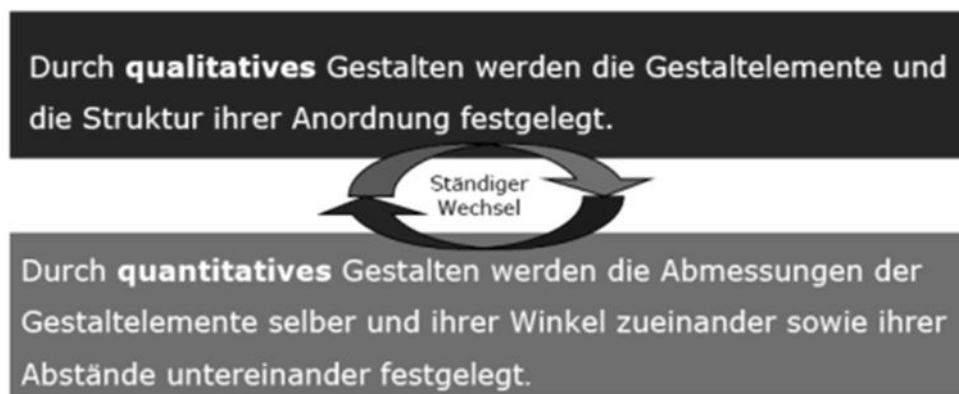 Durch qualitatives Gestalten werden die Gestaltelemente und
die Struktur ihrer Anordnung festgelegt.
Ständiger
Wechsel
Durch quantitatives Gestalten werden die Abmessungen der
Gestaltelemente selber und ihrer Winkel zueinander sowie ihrer
Abstände untereinander festgelegt.